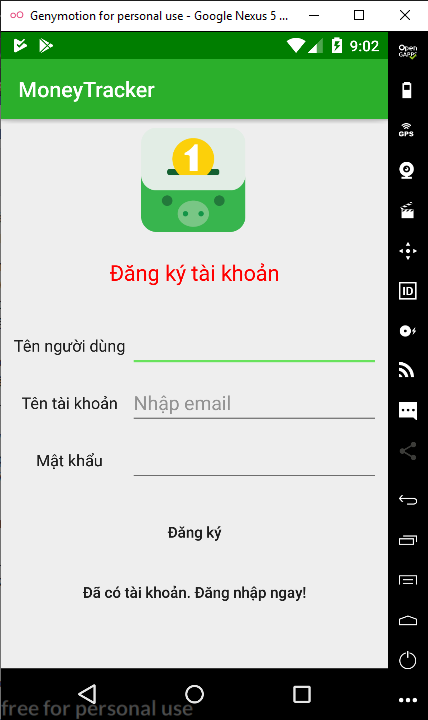 Genymotion for personal use - Google Nexus 5 ...
9:02
Open
GAPPS
MoneyTracker
GPS
1
Đăng ký tài khoản
ID
Tên người dùng
Tên tài khoản
Nhập email
Mật khẩu
Đăng ký
Đã có tài khoản. Đăng nhập ngay!
free for personal use